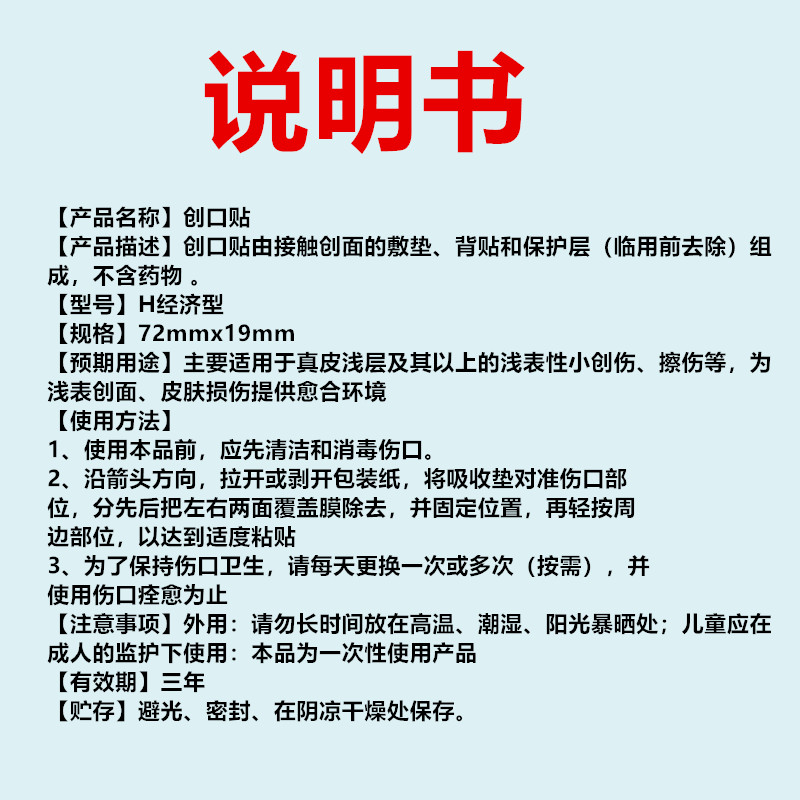 说明书
【产品名称】创口贴
【产品描述】创口贴由接触创面的敷垫、背贴和保护层（临用前去除）组
成，不含药物 。
【型号】H经济型
【规格】72mmx19mm
【预期用途】主要适用于真皮浅层及其以上的浅表性小创伤、擦伤等，为
浅表创面、皮肤损伤提供愈合环境
【使用方法】
1、使用本品前，应先清洁和消毒伤口。
2、沿箭头方向，拉开或剥开包装纸，将吸收垫对准伤口部
位，分先后把左右两面覆盖膜除去，并固定位置，再轻按周
边部位，以达到适度粘贴
3、为了保持伤口卫生，请每天更换一次或多次（按需），并
使用伤口痊愈为止
【注意事项】外用：请勿长时间放在高温、潮湿、阳光暴晒处；儿童应在
成人的监护下使用：本品为一次性使用产品
【有效期】三年
【贮存】避光、密封、在阴凉干燥处保存。